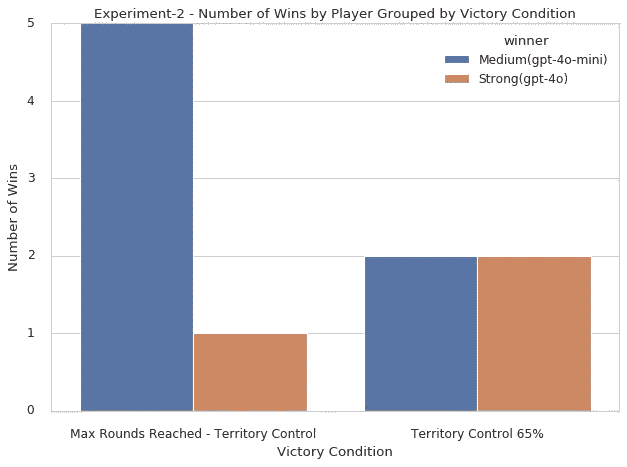 Experiment-2 - Number of Wins by Player Grouped by Victory Condition
5
4
3
2
1
0
Number of Wins
winner
Medium(gpt-4o-mini)
Strong(gpt-4o)
Max Rounds Reached - Territory Control
Territory Control 65%
Victory Condition